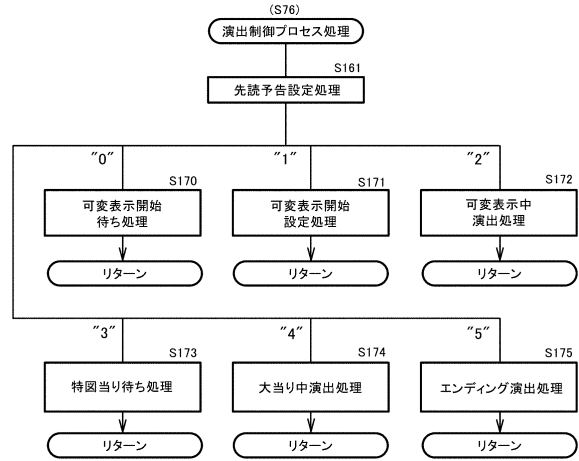 (S76)
演出制御プロセス処理
S161
先読予告設定処理
"0"
"1"
"2"
S170
S171
S172
可変表示開始
待ち処理
可変表示開始
設定処理
可変表示中
演出処理
リターン
リターン
リターン
"3"
"4"
"5"
S173
S174
S175
特図当り待ち処理
大当り中演出処理
エンディング演出処理
リターン
リターン
リターン